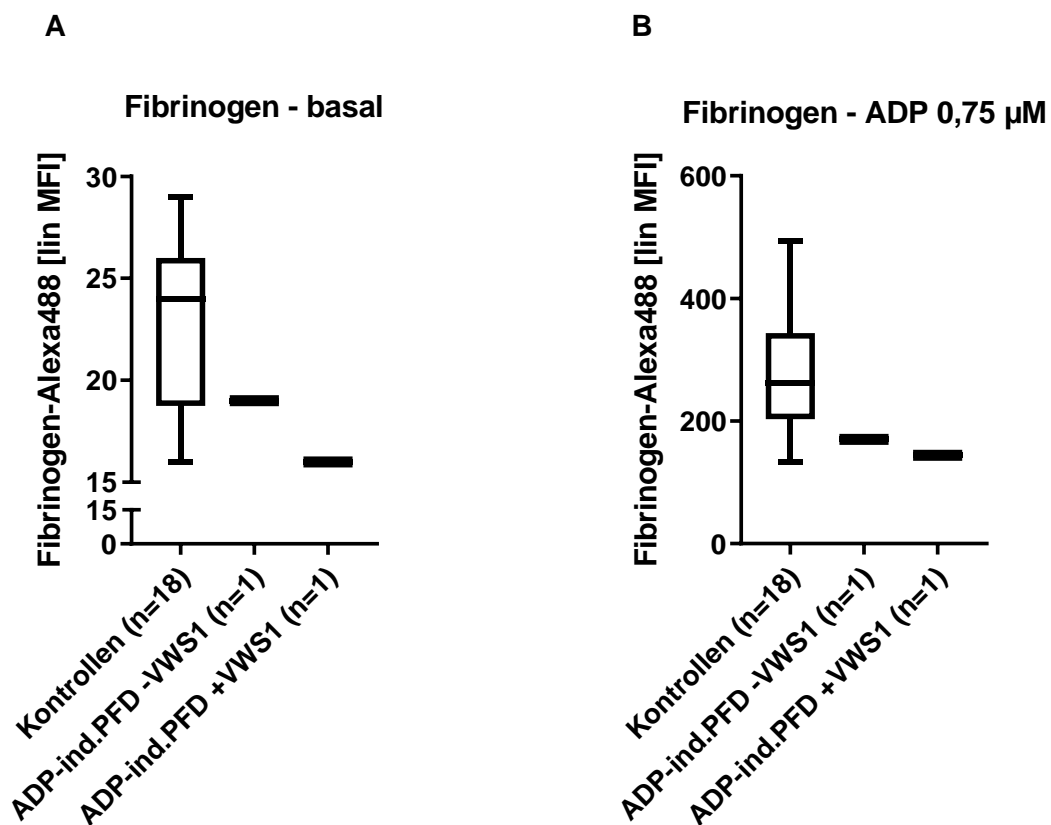 A
Fibrinogen - basal
Fibrinogen-Alexa488 [lin MFI]
30
25
20
15
15
0
Kontrollen (n=18)
ADP-ind.PFD -VWS1 (n=1)
ADP-ind.PFD +VWS1 (n=1)
B
Fibrinogen - ADP 0,75 µM
Fibrinogen-Alexa488 [lin MFI]
600
400
200
0
Kontrollen (n=18)
ADP-ind.PFD -VWS1 (n=1)
ADP-ind.PFD +VWS1 (n=1)